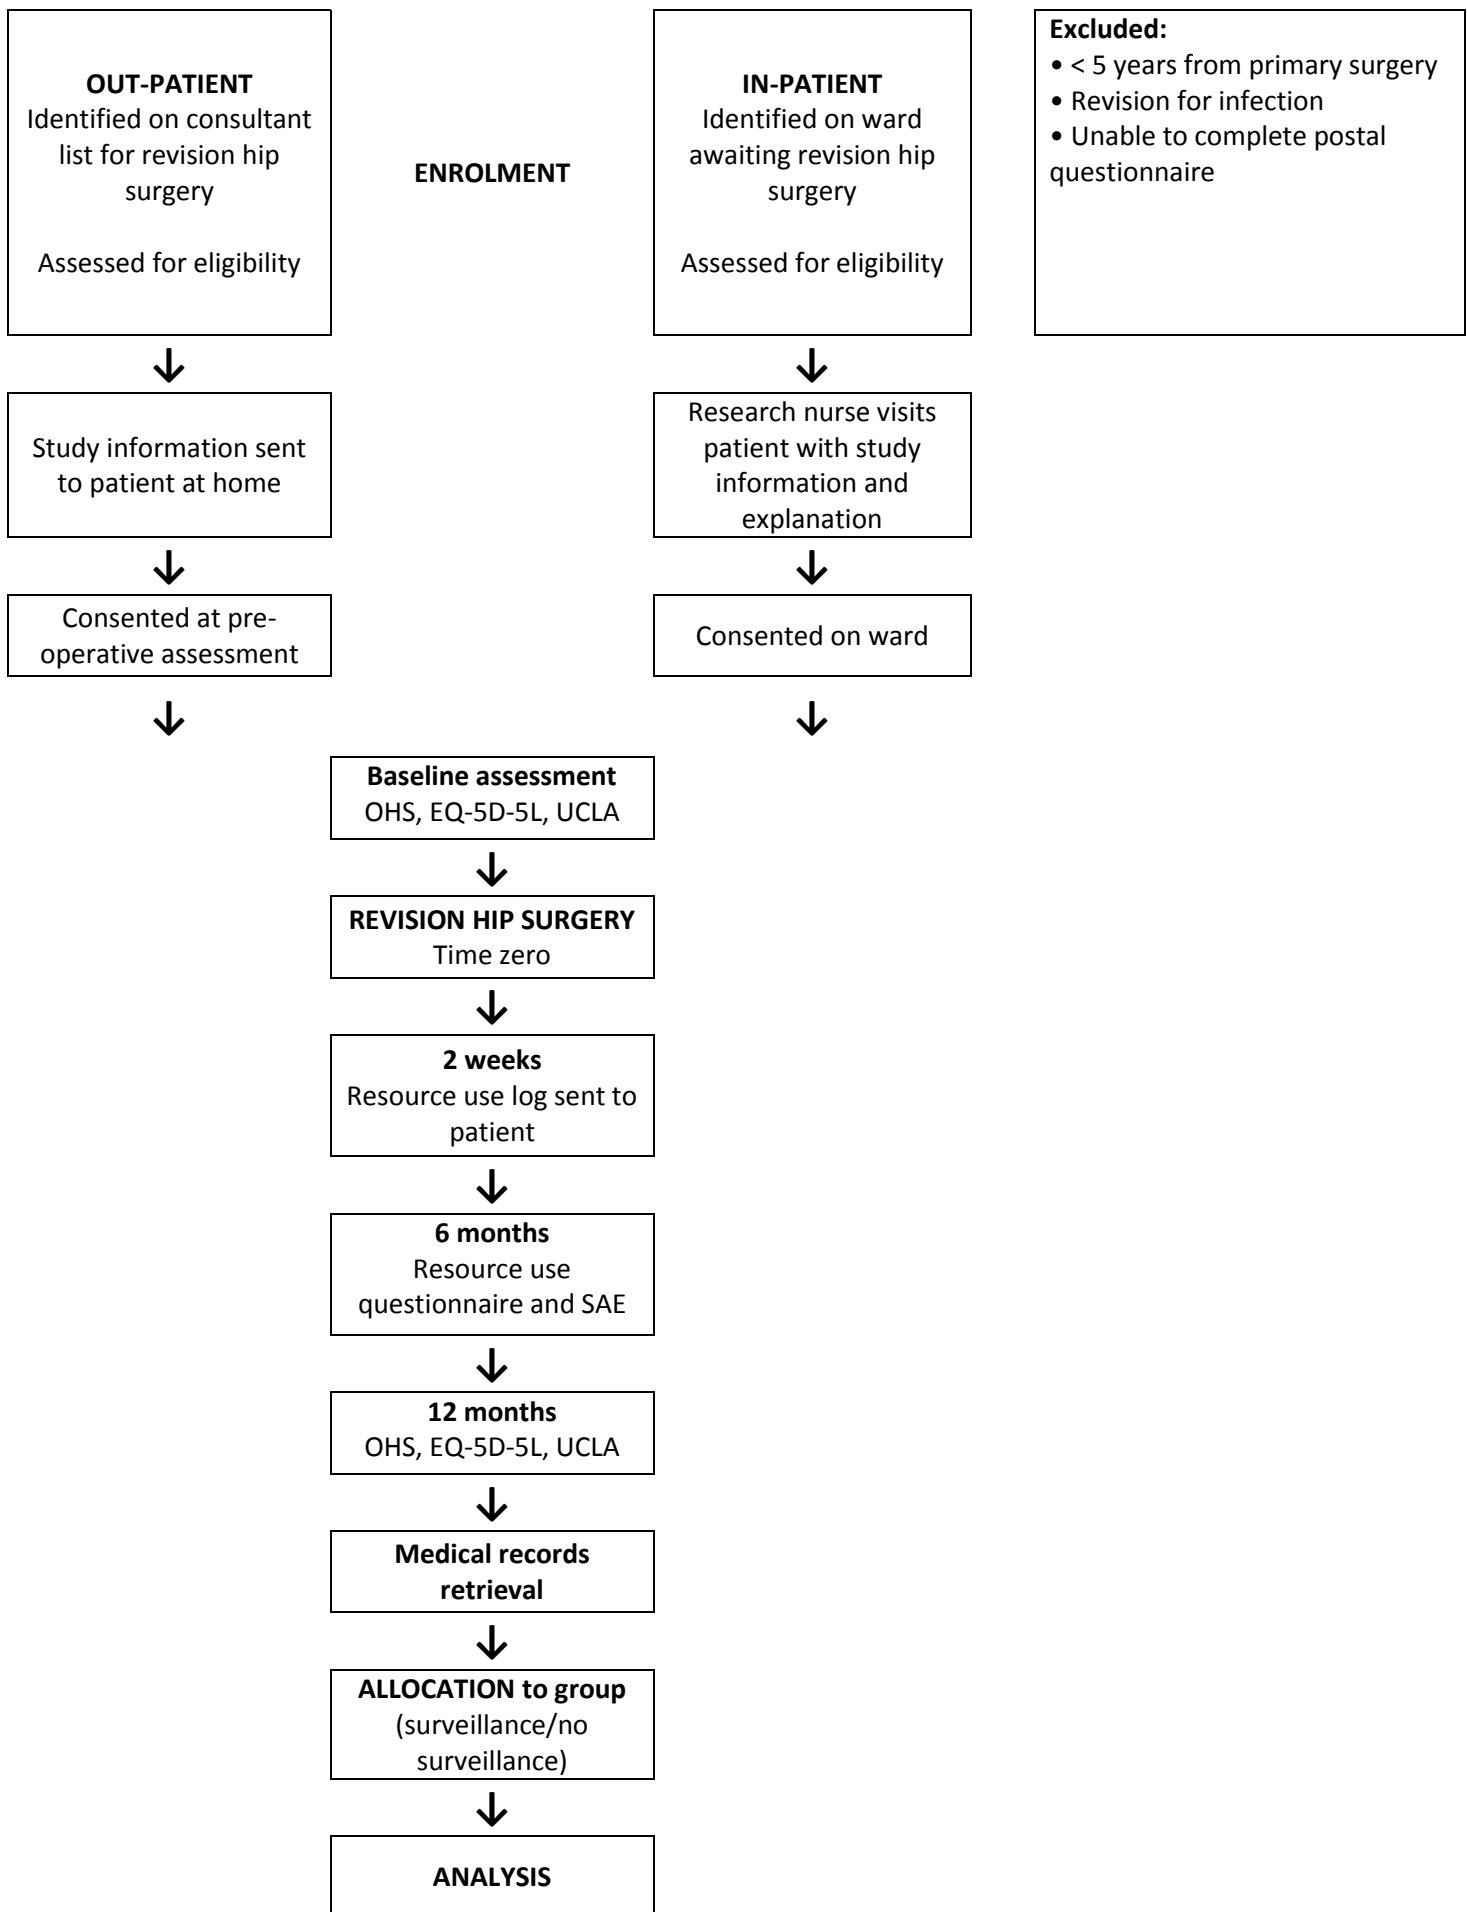 OUT-PATIENT
Identified on consultant
list for revision hip
surgery
Assessed for eligibility
ENROLMENT
IN-PATIENT
Identified on ward
awaiting revision hip
surgery
Assessed for eligibility
Excluded:
• < 5 years from primary surgery
• Revision for infection
• Unable to complete postal
questionnaire
Study information sent
to patient at home
Research nurse visits
patient with study
information and
explanation
Consented at pre-
operative assessment
Consented on ward
Baseline assessment
OHS, EQ-5D-5L, UCLA
REVISION HIP SURGERY
Time zero
2 weeks
Resource use log sent to
patient
6 months
Resource use
questionnaire and SAE
12 months
OHS, EQ-5D-5L, UCLA
Medical records
retrieval
ALLOCATION to group
(surveillance/no
surveillance)
ANALYSIS